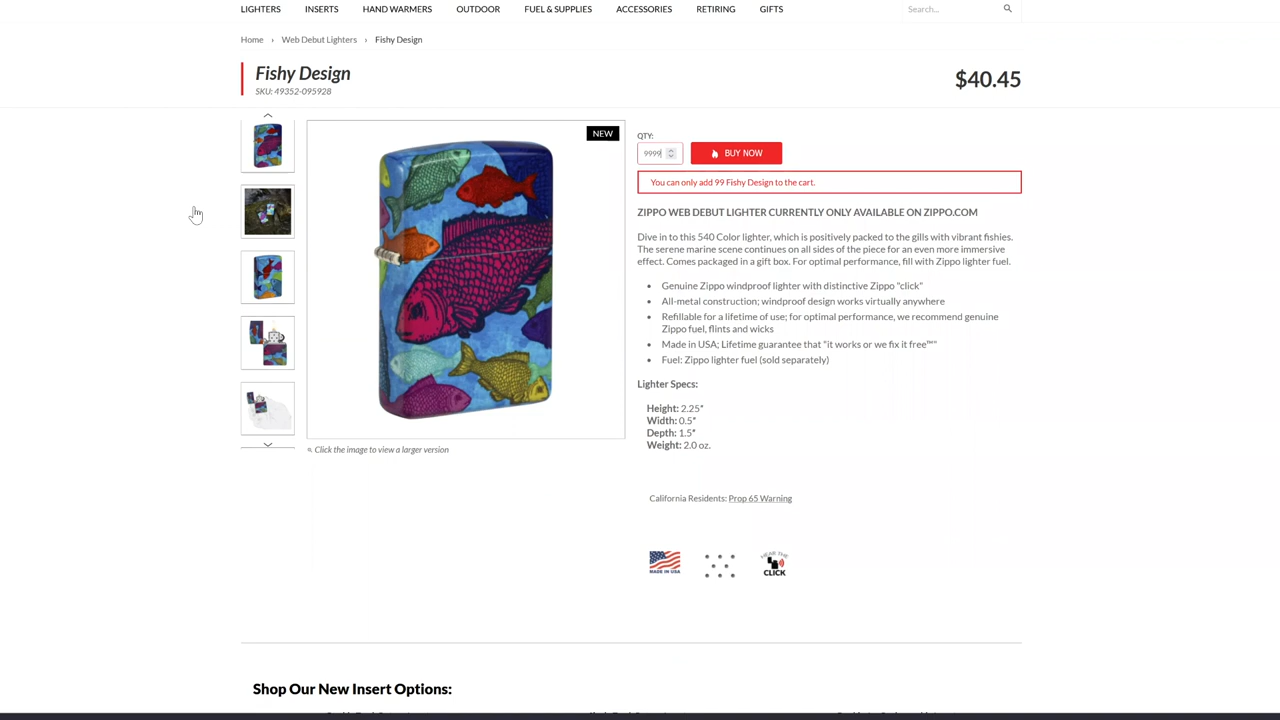 LIGHTERS INSERTS HAND WARMERS OUTDOOR FUEL & SUPPLIES ACCESSORIES RETIRING GIFTS Search...
Home › Web Debut Lighters › Fishy Design
Fishy Design
SKU: 49352-095928
$40.45
NEW
QTY:
9999
BUY NOW
You can only add 99 Fishy Design to the cart.
ZIPPO WEB DEBUT LIGHTER CURRENTLY ONLY AVAILABLE ON ZIPPO.COM
Dive in to this 540 Color lighter, which is positively packed to the gills with vibrant fishies.
The serene marine scene continues on all sides of the piece for an even more immersive
effect. Comes packaged in a gift box. For optimal performance, fill with Zippo lighter fuel.
• Genuine Zippo windproof lighter with distinctive Zippo "click"
• All-metal construction; windproof design works virtually anywhere
• Refillable for a lifetime of use; for optimal performance, we recommend genuine
Zippo fuel, flints and wicks
• Made in USA; Lifetime guarantee that "it works or we fix it free™"
• Fuel: Zippo lighter fuel (sold separately)
Lighter Specs:
Height: 2.25"
Width: 0.5"
Depth: 1.5"
Weight: 2.0 oz.
Click the image to view a larger version
California Residents: Prop 65 Warning
MADE IN USA
HEAR THE
CLICK
Shop Our New Insert Options: